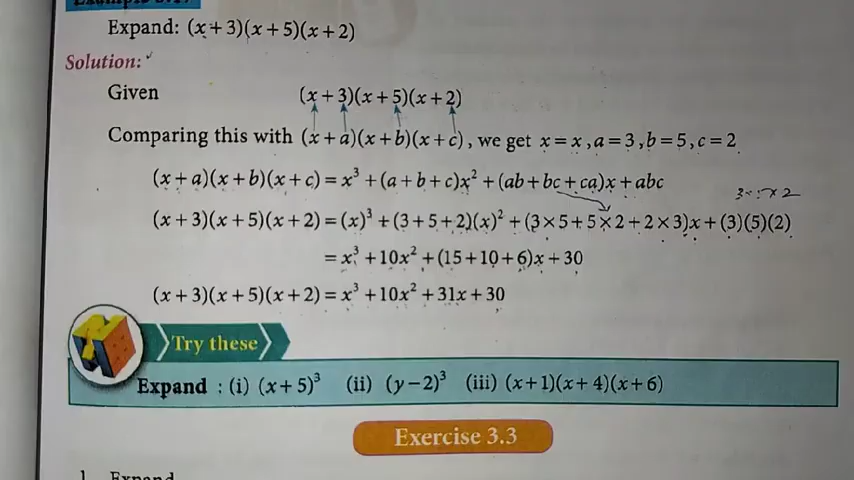 Expand: (x+3)(x+5)(x+2)
Solution:
Given (x+3)(x+5)(x+2)
Comparing this with (x+a)(x+b)(x+c), we get x=x, a=3, b=5, c=2
(x+a)(x+b)(x+c) = x³ + (a+b+c)x² + (ab+bc+ca)x + abc
(x+3)(x+5)(x+2) = (x)³ + (3+5+2)(x)² + (3×5+5×2+2×3)x + (3)(5)(2)
= x³ + 10x² + (15+10+6)x + 30
(x+3)(x+5)(x+2) = x³ + 10x² + 31x + 30
Try these
Expand : (i) (x+5)³ (ii) (y−2)³ (iii) (x+1)(x+4)(x+6)
Exercise 3.3
1. Expand